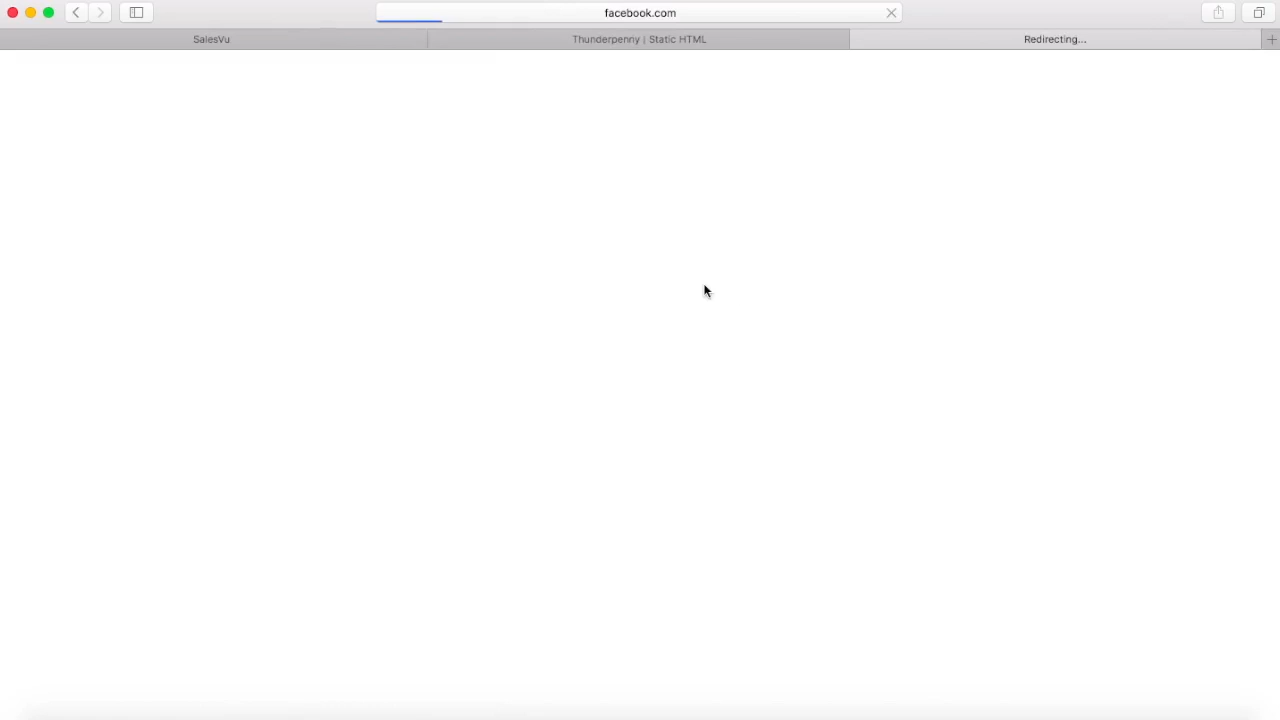 facebook.com
SalesVu
Thunderpenny | Static HTML
Redirecting...